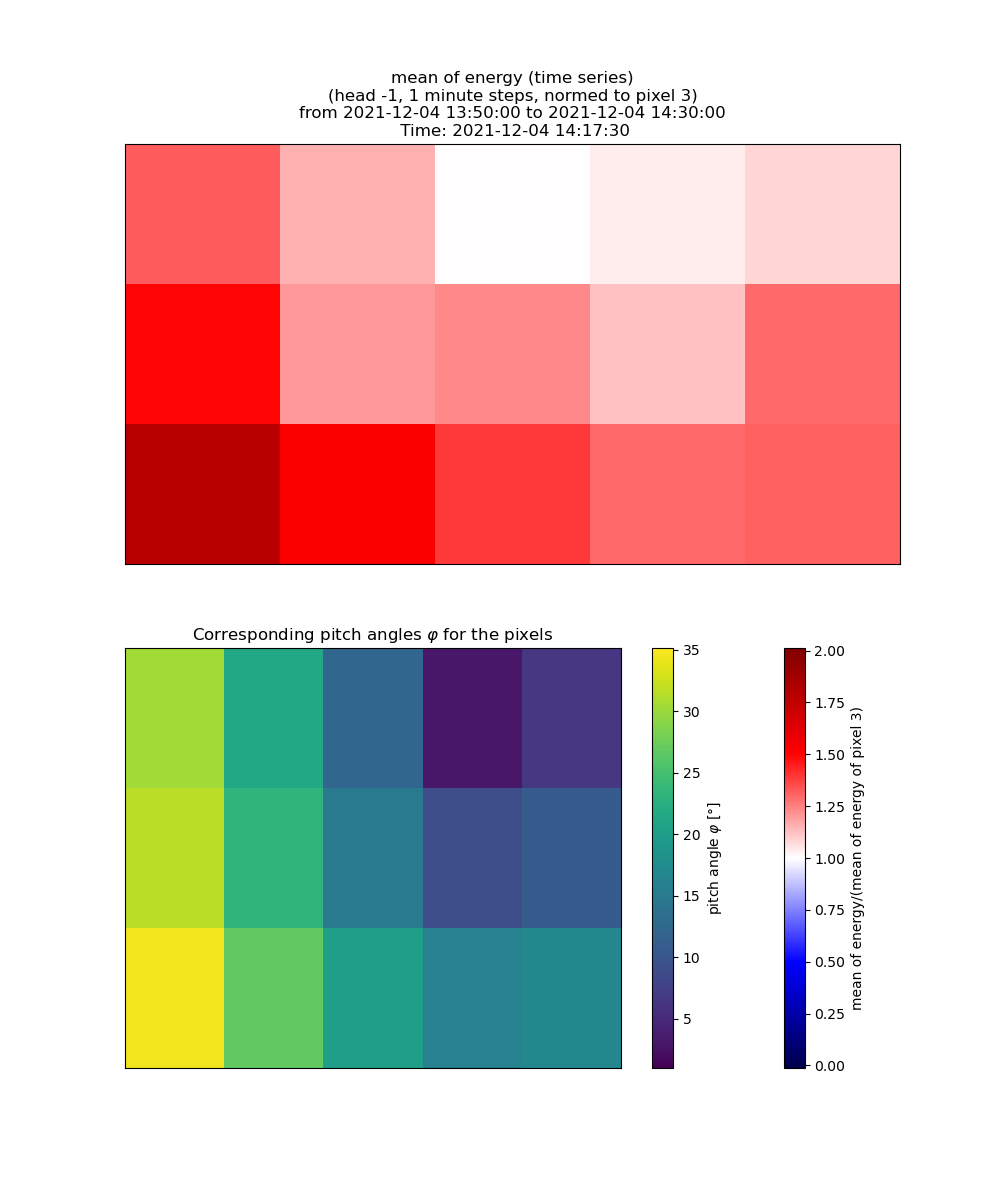 mean of energy (time series)
(head -1, 1 minute steps, normed to pixel 3)
from 2021-12-04 13:50:00 to 2021-12-04 14:30:00
Time: 2021-12-04 14:17:30
Corresponding pitch angles φ for the pixels
35
30
25
20
15
10
5
pitch angle φ [°]
2.00
1.75
1.50
1.25
1.00
0.75
0.50
0.25
0.00
mean of energy/(mean of energy of pixel 3)